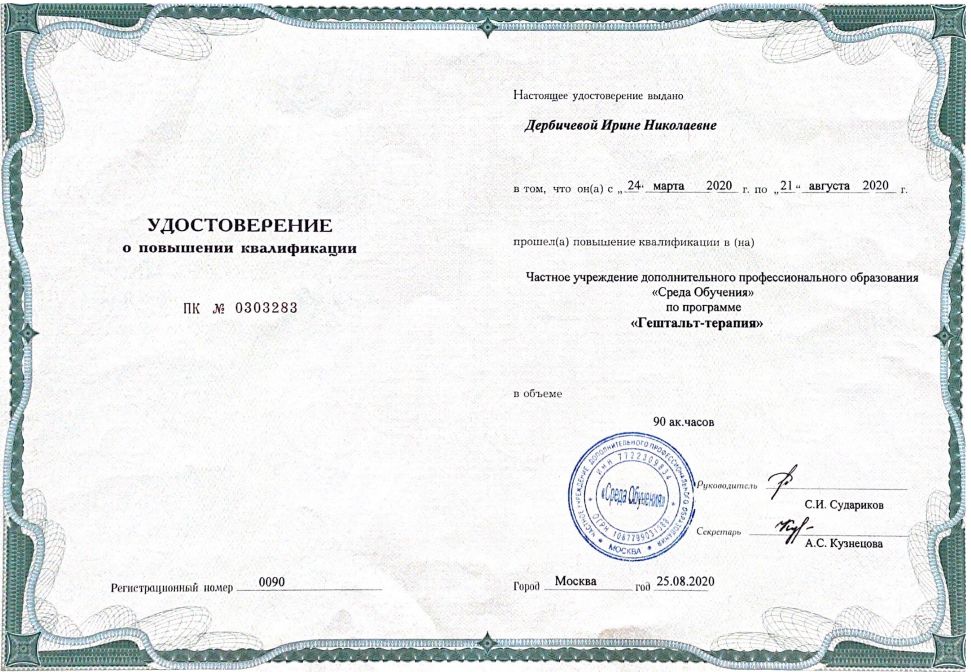 УДОСТОВЕРЕНИЕ
о повышении квалификации
ПК № 0303283
Регистрационный номер 0090
Настоящее удостоверение выдано
Дербичевой Ирине Николаевне
в том, что он(а) с „24“ марта 2020 г. по „21“ августа 2020 г.
прошел(а) повышение квалификации в (на)
Частное учреждение дополнительного профессионального образования
«Среда Обучения»
по программе
«Гештальт-терапия»
в объеме
90 ак.часов
ЧАСТНОЕ УЧРЕЖДЕНИЕ ДОПОЛНИТЕЛЬНОГО ПРОФЕССИОНАЛЬНОГО ОБРАЗОВАНИЯ
МОСКВА
ИНН 7722309834
«Среда Обучения»
ОГРН
Руководитель
С.И. Судариков
Секретарь
А.С. Кузнецова
Город Москва год 25.08.2020